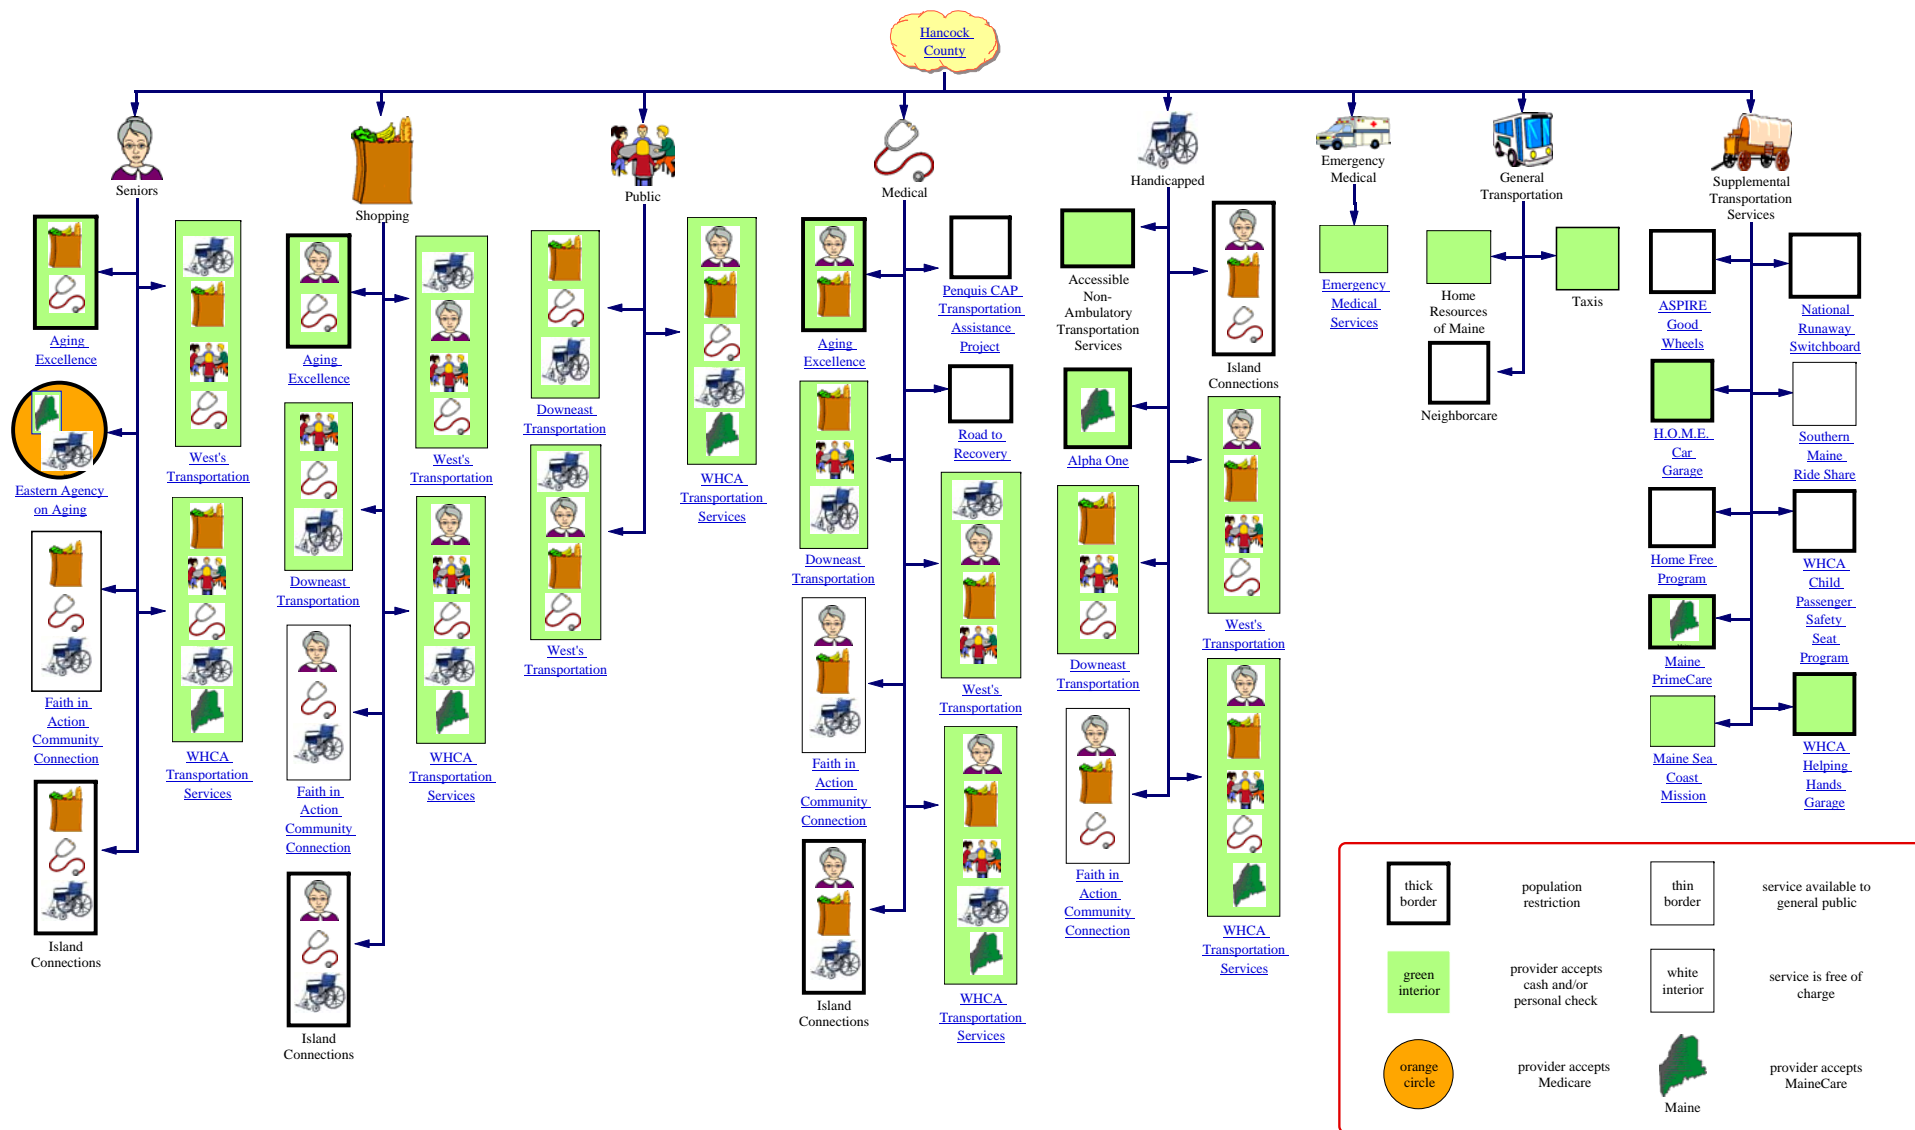 Hancock
County
Seniors
Shopping
Public
Medical
Handicapped
Emergency
Medical
General
Transportation
Supplemental
Transportation
Services
Aging
Excellence
Eastern Agency
on Aging
Faith in
Action
Community
Connection
Island
Connections
West's
Transportation
WHCA
Transportation
Services
Aging
Excellence
Downeast
Transportation
Faith in
Action
Community
Connection
Island
Connections
West's
Transportation
WHCA
Transportation
Services
Downeast
Transportation
West's
Transportation
WHCA
Transportation
Services
Aging
Excellence
Downeast
Transportation
Faith in
Action
Community
Connection
Island
Connections
Penquis CAP
Transportation
Assistance
Project
Road to
Recovery
West's
Transportation
WHCA
Transportation
Services
Accessible
Non-
Ambulatory
Transportation
Services
Alpha One
Downeast
Transportation
Faith in
Action
Community
Connection
Island
Connections
West's
Transportation
WHCA
Transportation
Services
Emergency
Medical
Services
Home
Resources
of Maine
Taxis
Neighborcare
ASPIRE
Good
Wheels
H.O.M.E.
Car
Garage
Home Free
Program
Maine
PrimeCare
Maine Sea
Coast
Mission
National
Runaway
Switchboard
Southern
Maine
Ride Share
WHCA
Child
Passenger
Safety
Seat
Program
WHCA
Helping
Hands
Garage
thick
border
population
restriction
thin
border
service available to
general public
green
interior
provider accepts
cash and/or
personal check
white
interior
service is free of
charge
orange
circle
provider accepts
Medicare
Maine
provider accepts
MaineCare